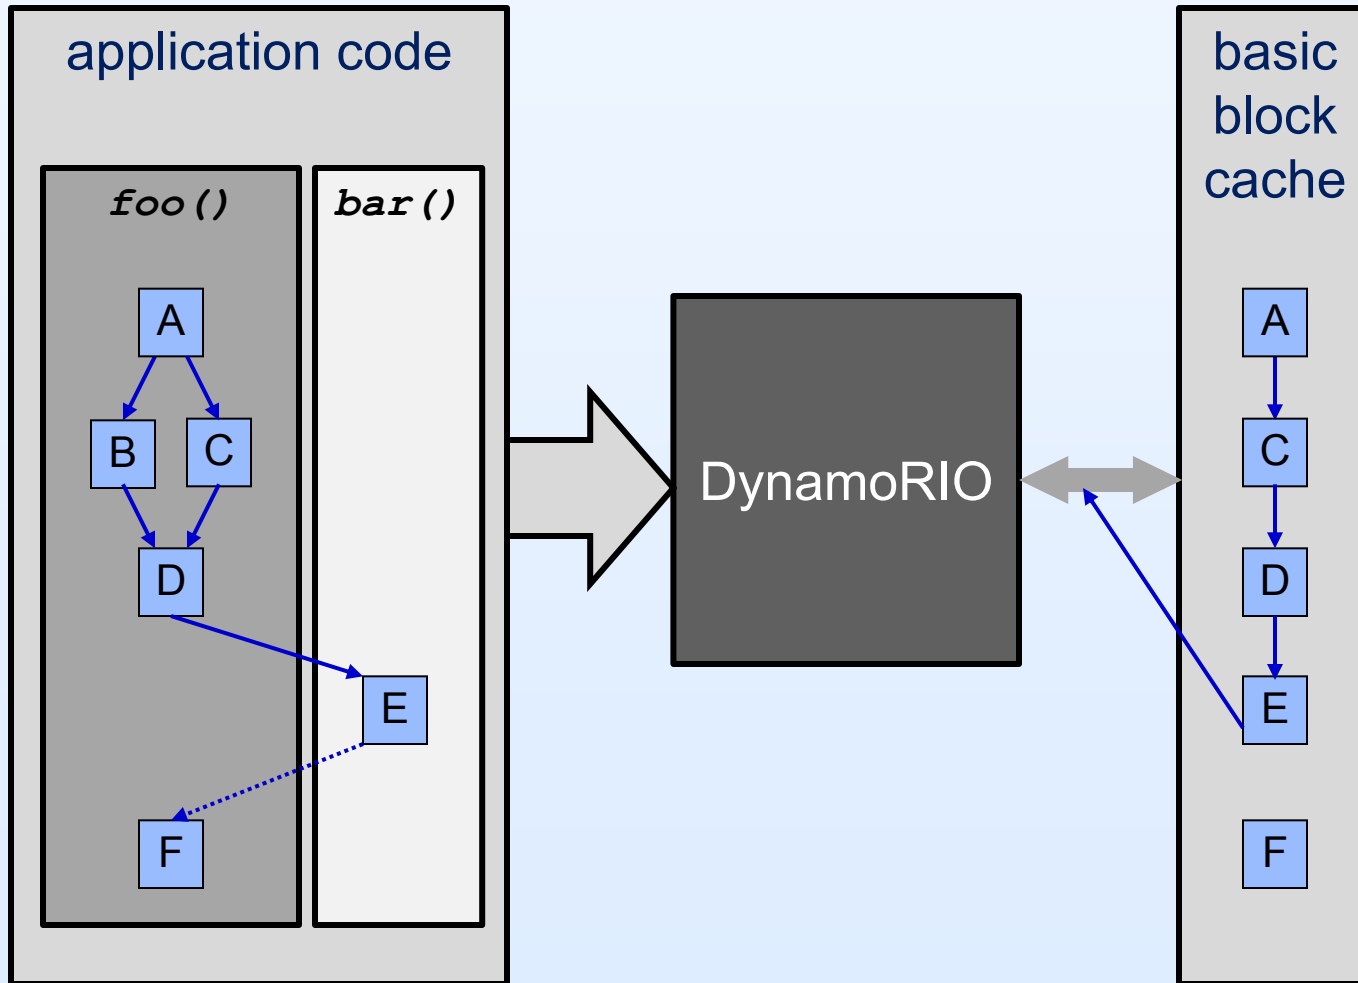 application code
foo()
bar()
A
B
C
D
E
F
DynamoRIO
basic
block
cache
A
C
D
E
F